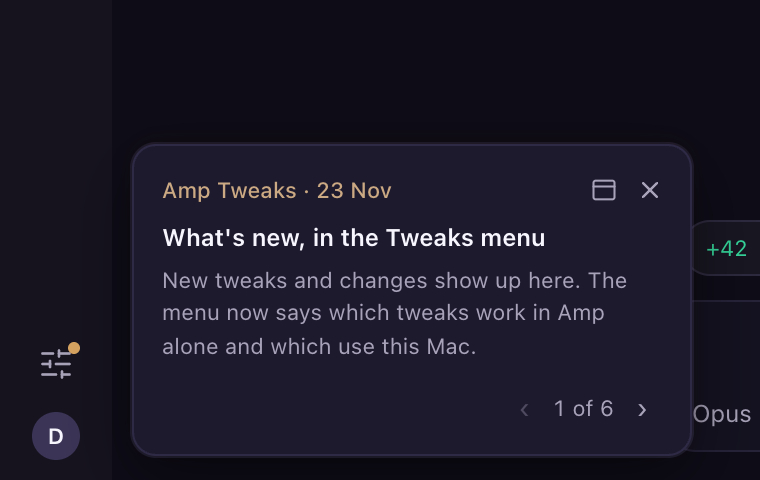 Amp Tweaks · 23 Nov
What's new, in the Tweaks menu
New tweaks and changes show up here. The
menu now says which tweaks work in Amp
alone and which use this Mac.
‹ 1 of 6 ›
+42
Opus
D